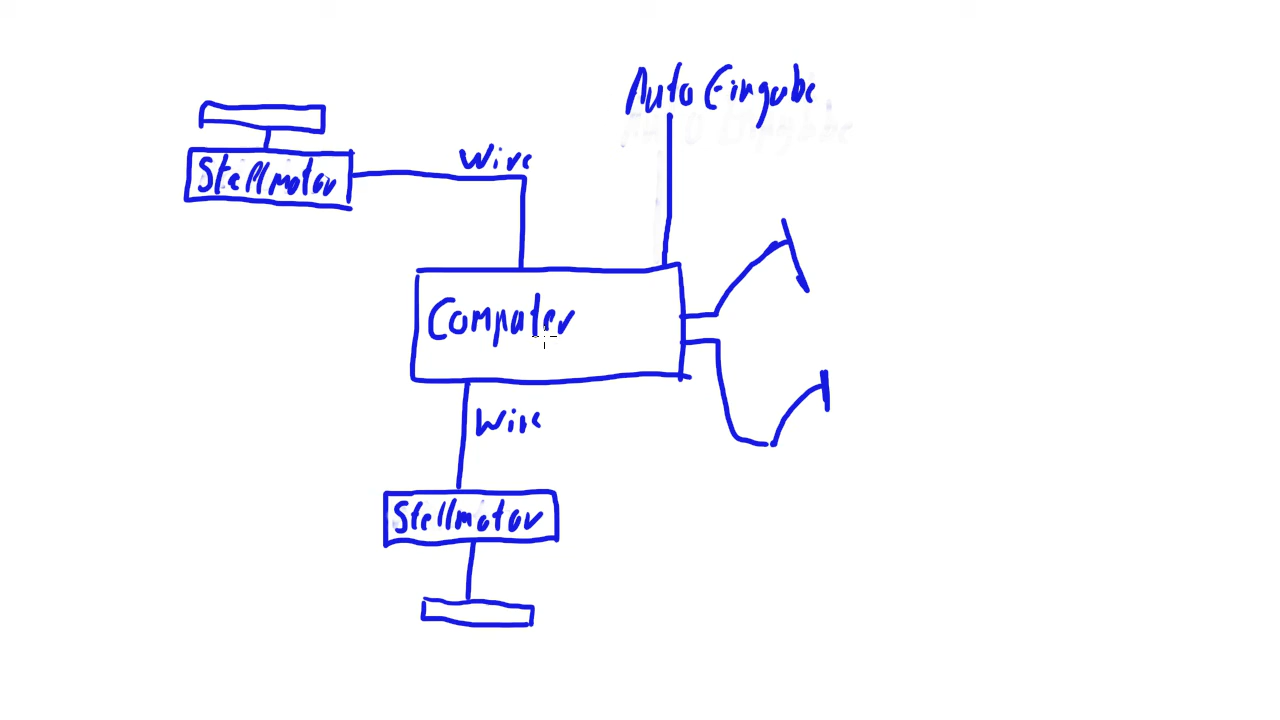 Auto Eingabe
Wire
Stellmotor
Computer
Wire
Stellmotor